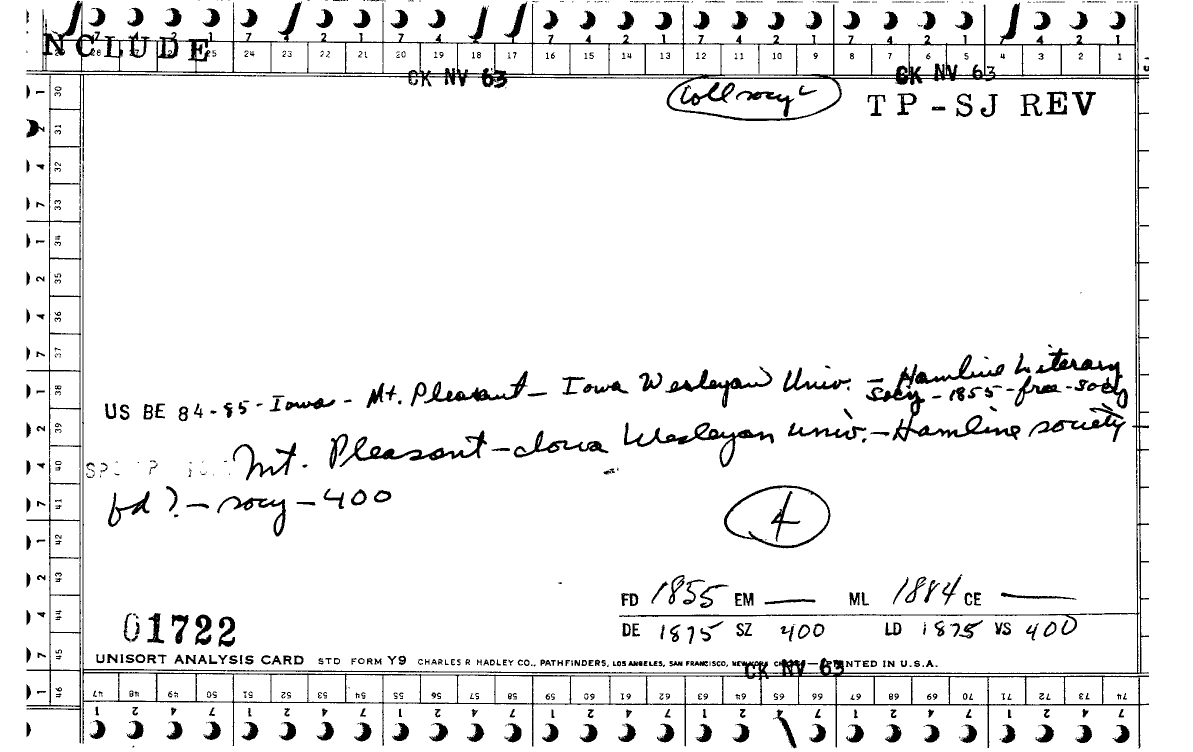 INCLUDE
7 4 2 1 7 4 2 1 7 4 2 1 7 4 2 1 7 4 2 1 7 4 2 1 7 4 2 1
25 24 23 22 21 20 19 18 17 16 15 14 13 12 11 10 9 8 7 6 5 4 3 2 1
CK NV 63 CK NV 63
Coll socy TP-SJ REV
1 30
2 31
4 32
7 33
1 34
2 35
4 36
7 37
1 38
2 39
4 40
7 41
1 42
2 43
4 44
7 45
1 46
US BE 84-85-Iowa - Mt. Pleasant - Iowa Wesleyan Univ. - Hamline Literary
Socy - 1855 - free - Socy
Mt. Pleasant - Iowa Wesleyan Univ. - Hamline society
fd ? - socy - 400
4
FD 1855 EM — ML 1884 CE —
DE 1875 SZ 400 LD 1875 VS 400
01722
UNISORT ANALYSIS CARD STD FORM Y9 CHARLES R HADLEY CO., PATHFINDERS, LOS ANGELES, SAN FRANCISCO, NEW YORK PRINTED IN U.S.A.
CK NV 63
47 48 49 50 51 52 53 54 55 56 57 58 59 60 61 62 63 64 65 66 67 68 69 70 71 72 73 74
1 2 4 7 1 2 4 7 1 2 4 7 1 2 4 7 1 2 4 7 1 2 4 7 1 2 4 7